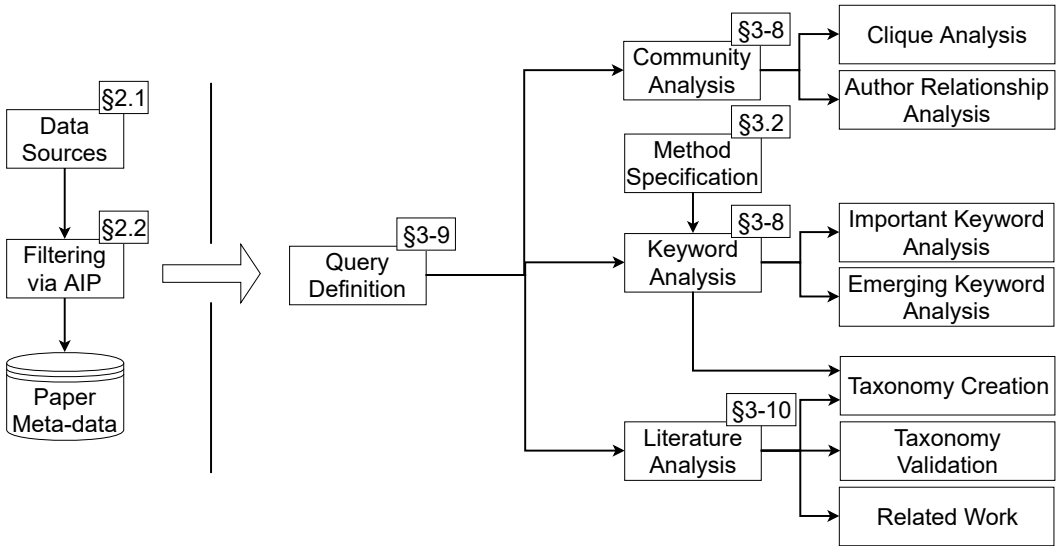 §2.1
Data
Sources
§2.2
Filtering
via AIP
Paper
Meta-data
§3-9
Query
Definition
§3-8
Community
Analysis
Clique Analysis
Author Relationship
Analysis
§3.2
Method
Specification
§3-8
Keyword
Analysis
Important Keyword
Analysis
Emerging Keyword
Analysis
§3-10
Literature
Analysis
Taxonomy Creation
Taxonomy
Validation
Related Work